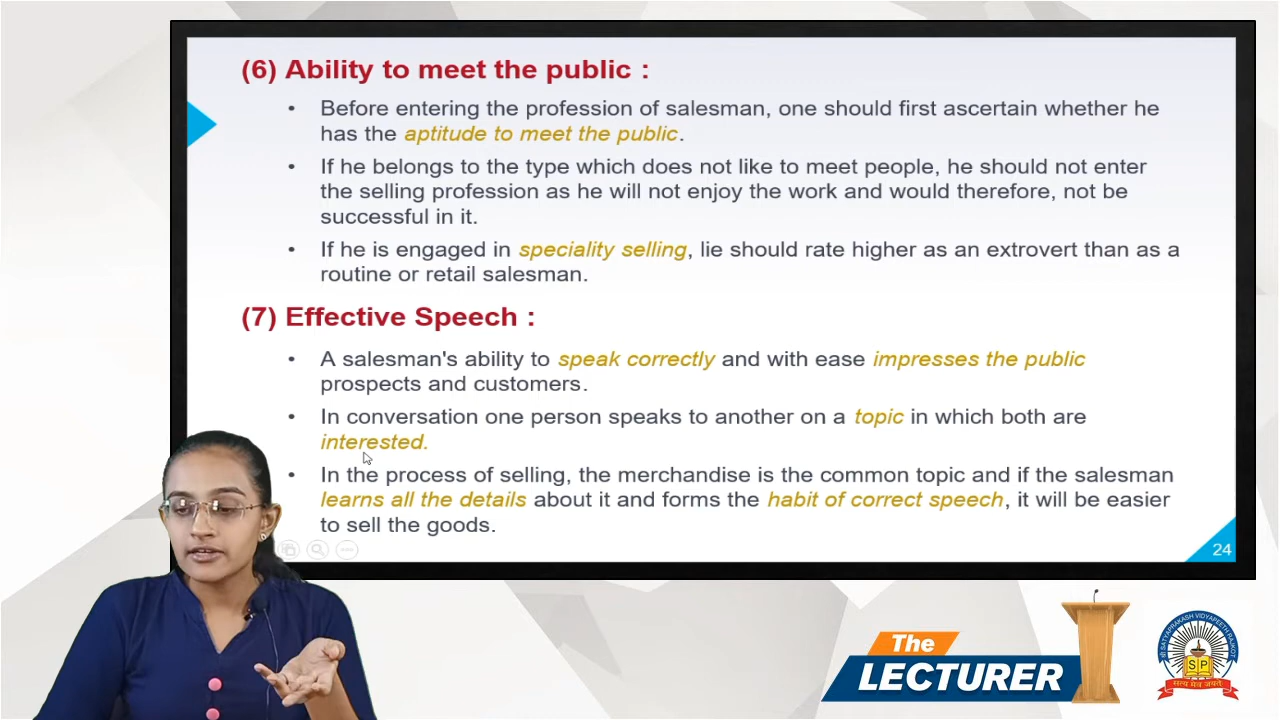 (6) Ability to meet the public :
• Before entering the profession of salesman, one should first ascertain whether he
has the aptitude to meet the public.
• If he belongs to the type which does not like to meet people, he should not enter
the selling profession as he will not enjoy the work and would therefore, not be
successful in it.
• If he is engaged in speciality selling, lie should rate higher as an extrovert than as a
routine or retail salesman.
(7) Effective Speech :
• A salesman's ability to speak correctly and with ease impresses the public
prospects and customers.
• In conversation one person speaks to another on a topic in which both are
interested.
• In the process of selling, the merchandise is the common topic and if the salesman
learns all the details about it and forms the habit of correct speech, it will be easier
to sell the goods.
24
The
LECTURER
SATYAPRAKASH VIDYAPEETH RAJKOT
S P
सत्य मेव जयते